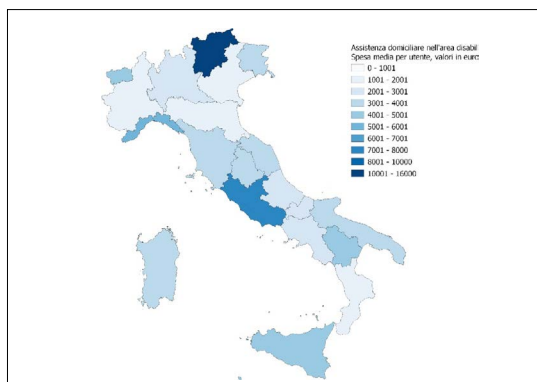 Assistenza domiciliare nell'area disabil
Spesa media per utente, valori in euro
0 - 1001
1001 - 2001
2001 - 3001
3001 - 4001
4001 - 5001
5001 - 6001
6001 - 7001
7001 - 8000
8001 - 10000
10001 - 16000